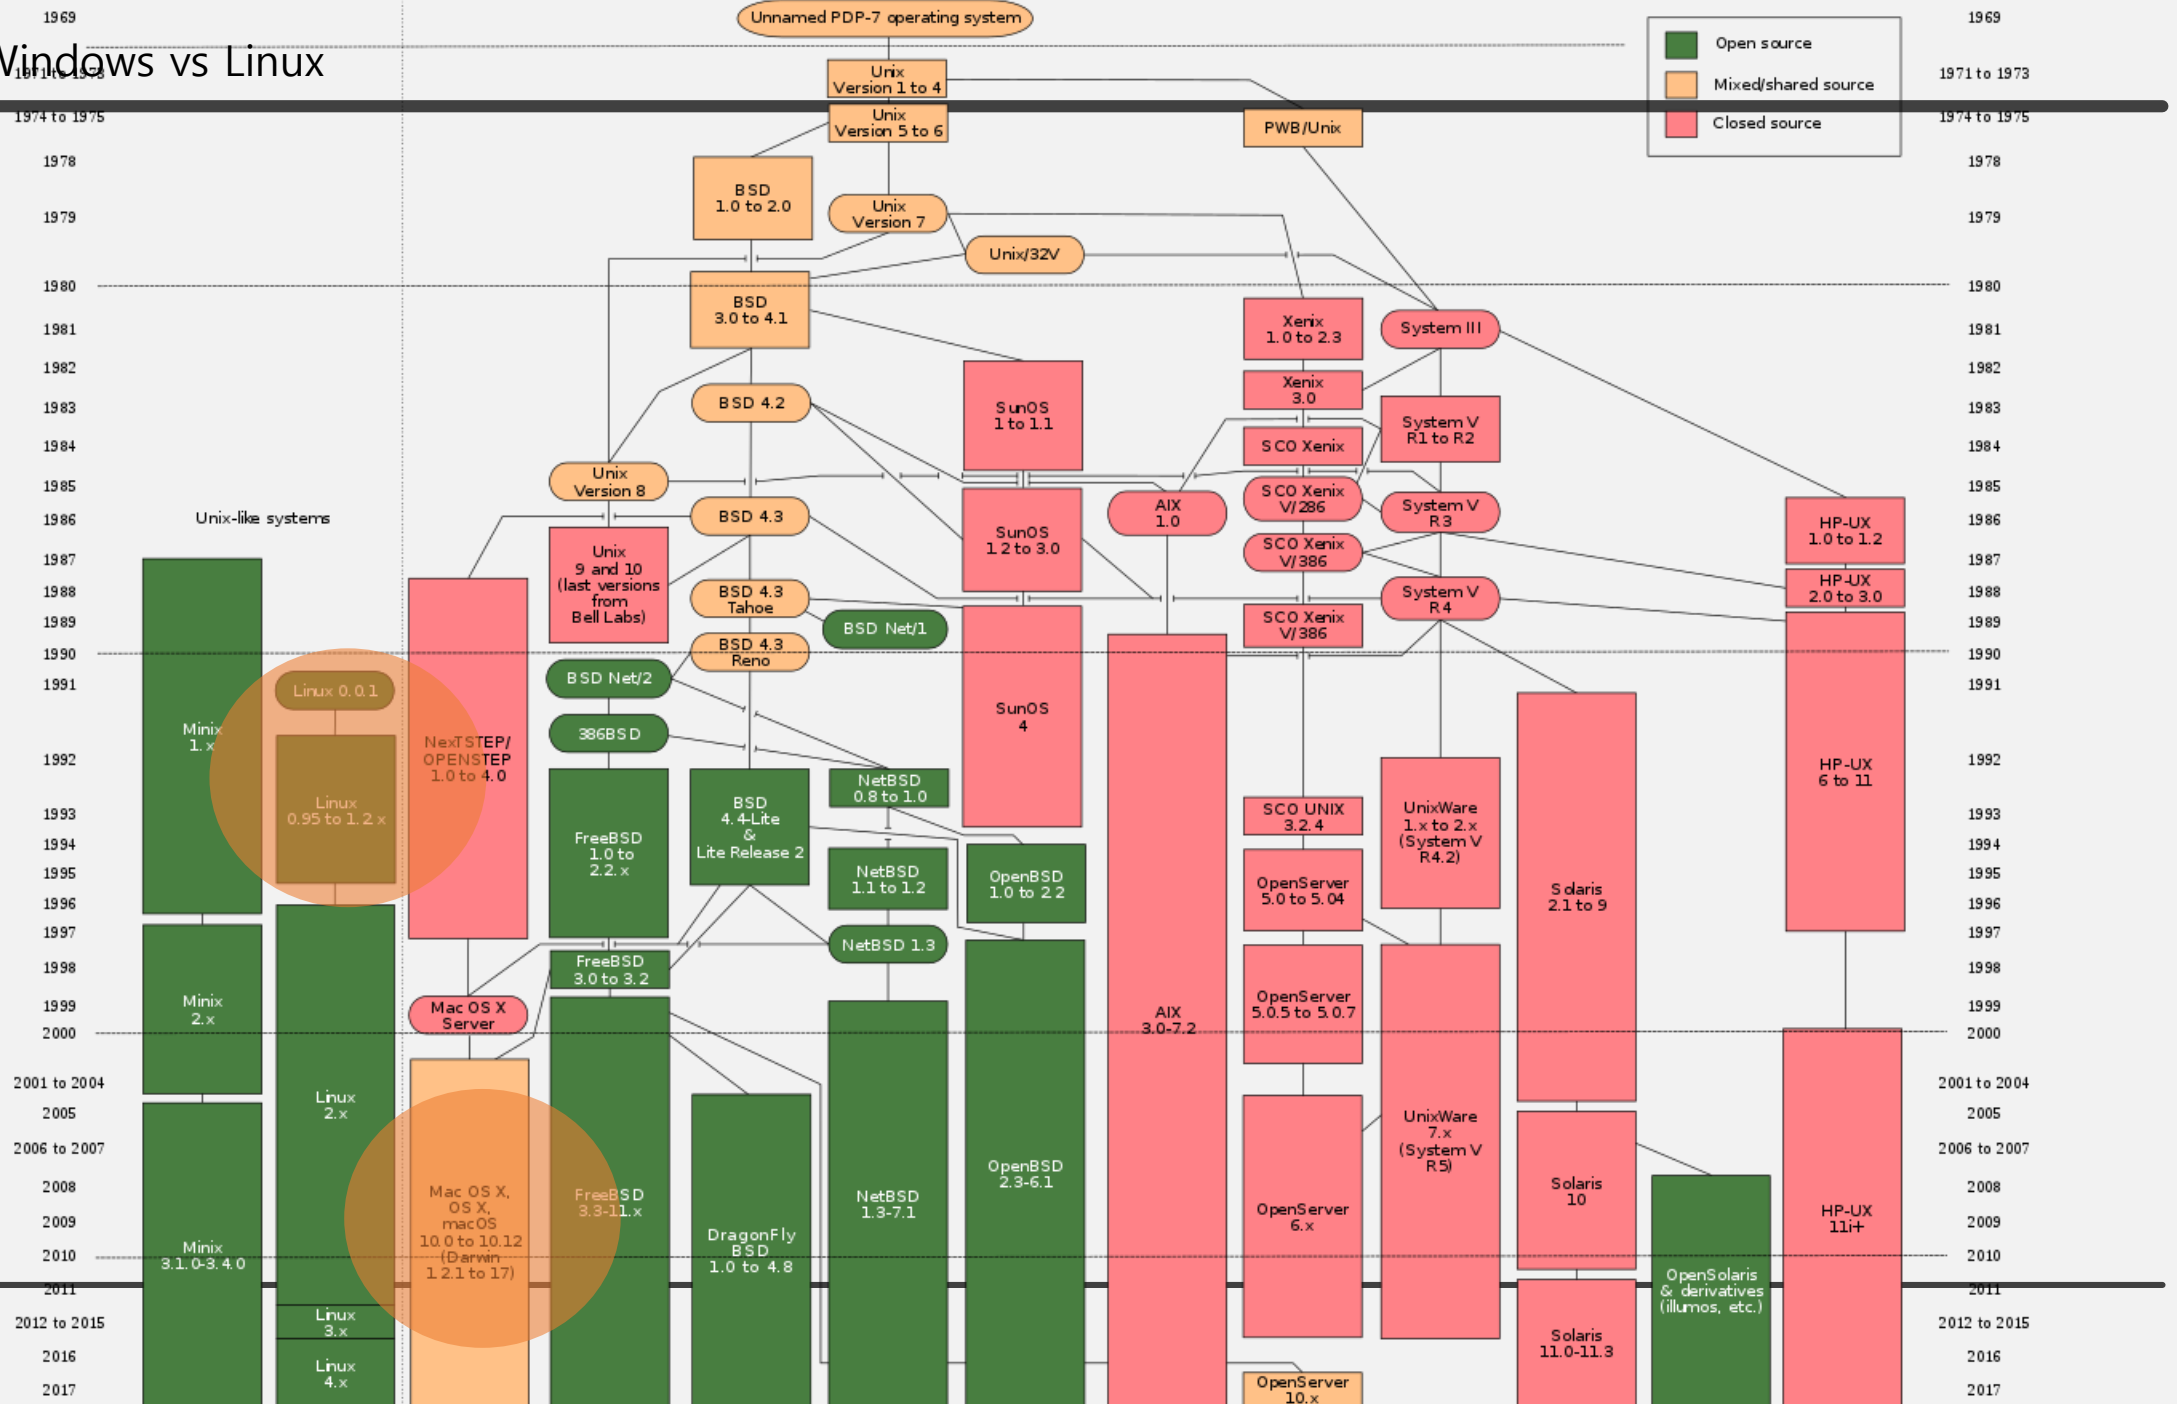 Unnamed PDP-7 operating system
1969
1969
Open source
Windows vs Linux
1971 to 1973
Unix
Version 1 to 4
1971 to 1973
Mixed/shared source
1974 to 1975
Unix
Version 5 to 6
PWB/Unix
Closed source
1974 to 1975
1978
1978
BSD
1.0 to 2.0
1979
Unix
Version 7
1979
Unix/32V
1980
1980
BSD
3.0 to 4.1
1981
Xenix
1.0 to 2.3
System III
1981
1982
1982
Xenix
3.0
1983
BSD 4.2
SunOS
1 to 1.1
1983
System V
R1 to R2
1984
SCO Xenix
1984
Unix
Version 8
1985
SCO Xenix
V/286
1985
Unix-like systems
1986
BSD 4.3
AIX
1.0
System V
R3
1986
HP-UX
1.0 to 1.2
SunOS
1.2 to 3.0
1987
Unix
9 and 10
(last versions
from
Bell Labs)
SCO Xenix
V/386
1987
1988
BSD 4.3
Tahoe
System V
R4
HP-UX
2.0 to 3.0
1988
1989
BSD Net/1
SCO Xenix
V/386
1989
1990
BSD 4.3
Reno
1990
1991
Linux 0.0.1
BSD Net/2
1991
Minix
1.x
NexTSTEP/
OPENSTEP
1.0 to 4.0
386BSD
SunOS
4
1992
1992
HP-UX
6 to 11
Linux
0.95 to 1.2.x
NetBSD
0.8 to 1.0
1993
BSD
4.4-Lite
&
Lite Release 2
SCO UNIX
3.2.4
UnixWare
1.x to 2.x
(System V
R4.2)
1993
1994
FreeBSD
1.0 to
2.2.x
1994
1995
NetBSD
1.1 to 1.2
OpenBSD
1.0 to 2.2
OpenServer
5.0 to 5.04
Solaris
2.1 to 9
1995
1996
1996
1997
NetBSD 1.3
1997
1998
FreeBSD
3.0 to 3.2
1998
1999
Minix
2.x
Mac OS X
Server
AIX
3.0-7.2
OpenServer
5.0.5 to 5.0.7
1999
2000
2000
2001 to 2004
Linux
2.x
2001 to 2004
2005
UnixWare
7.x
(System V
R5)
2005
2006 to 2007
2006 to 2007
2008
Mac OS X,
OS X,
macOS
10.0 to 10.12
(Darwin
1.2.1 to 17)
FreeBSD
3.3-11.x
NetBSD
1.3-7.1
OpenBSD
2.3-6.1
OpenServer
6.x
Solaris
10
2008
HP-UX
11i+
2009
2009
2010
Minix
3.1.0-3.4.0
DragonFly
BSD
1.0 to 4.8
2010
2011
OpenSolaris
& derivatives
(illumos, etc.)
2011
2012 to 2015
Linux
3.x
2012 to 2015
Solaris
11.0-11.3
2016
Linux
4.x
2016
2017
OpenServer
10.x
2017